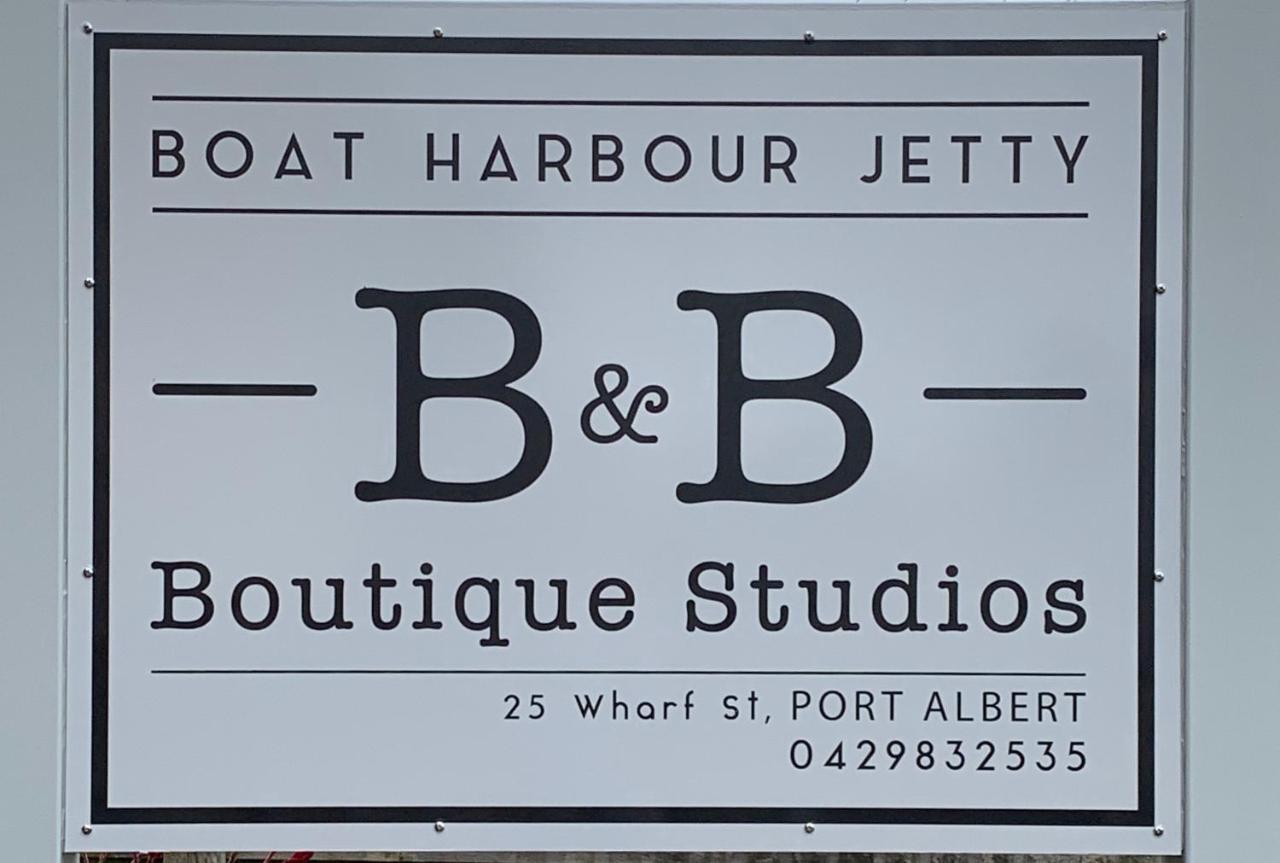 BOAT HARBOUR JETTY
B & B
Boutique Studios
25 Wharf St, PORT ALBERT
0429832535